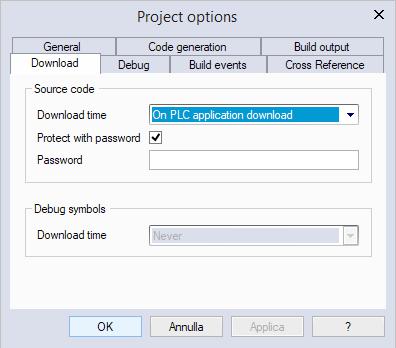 Project options
General Code generation Build output
Download Debug Build events Cross Reference
Source code
Download time On PLC application download
Protect with password
Password
Debug symbols
Download time Never
OK Annulla Applica ?